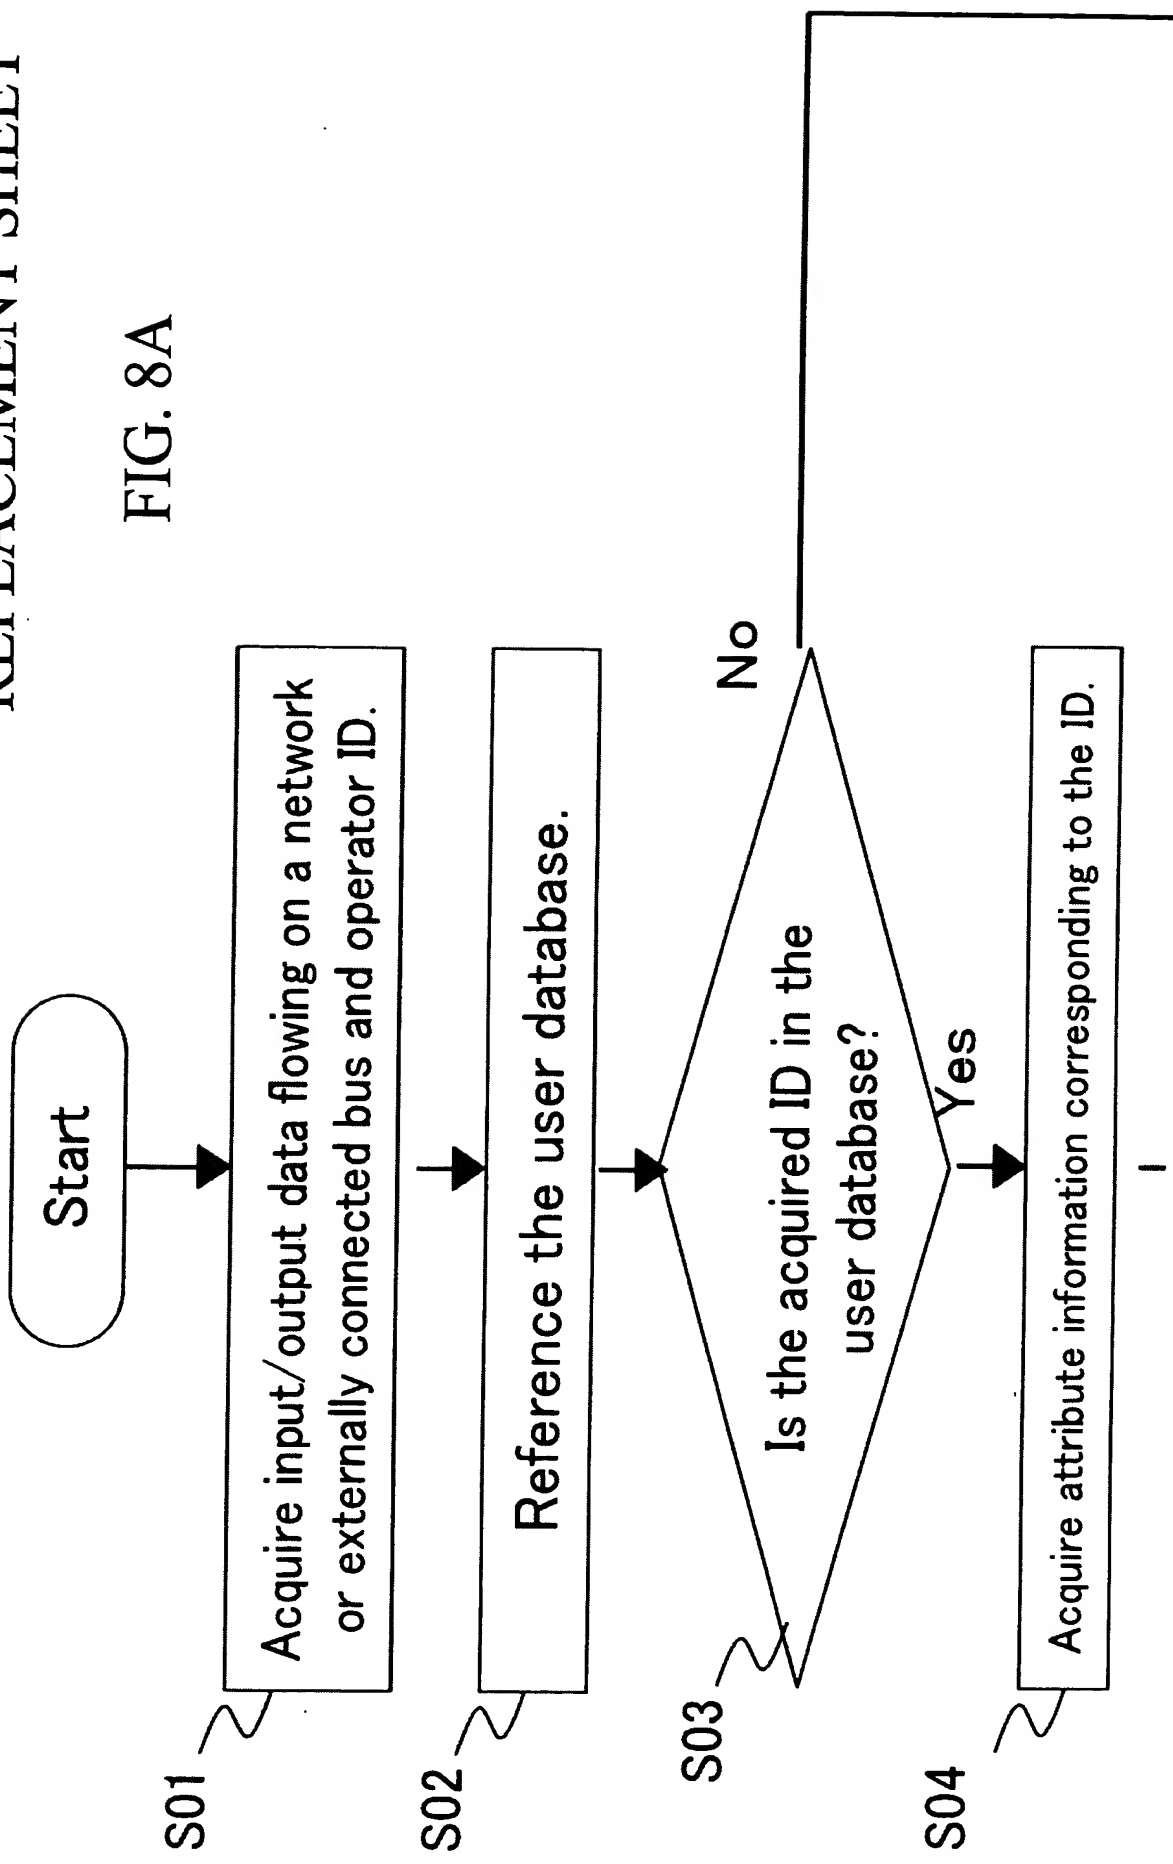 REPLACEMENT SHEET
FIG. 8A
Start
S01
Acquire input/output data flowing on a network
or externally connected bus and operator ID.
S02
Reference the user database.
S03
Is the acquired ID in the
user database?
No
Yes
S04
Acquire attribute information corresponding to the ID.